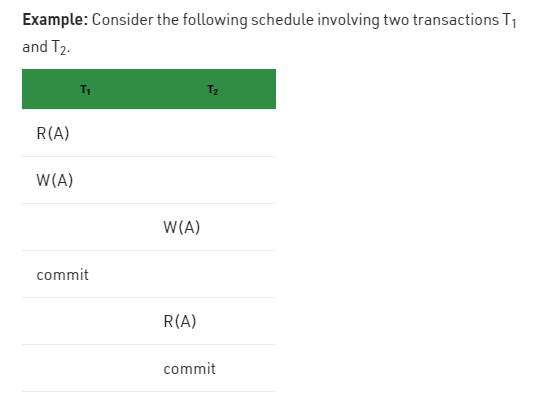 Example: Consider the following schedule involving two transactions T₁
and T₂.
T₁ T₂
R(A)
W(A)
W(A)
commit
R(A)
commit